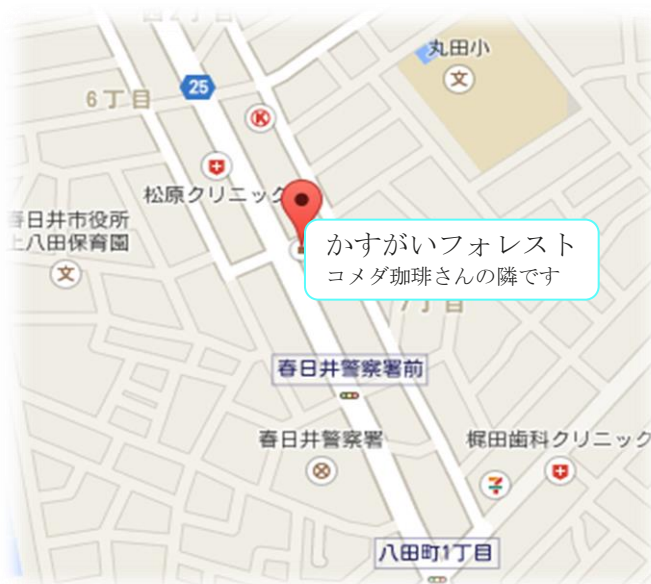 丸田小
文
25
6丁目
K
松原クリニック
春日井市役所
上八田保育園
文
かすがいフォレスト
コメダ珈琲さんの隣です
7丁目
春日井警察署前
春日井警察署
梶田歯科クリニック
7
八田町1丁目